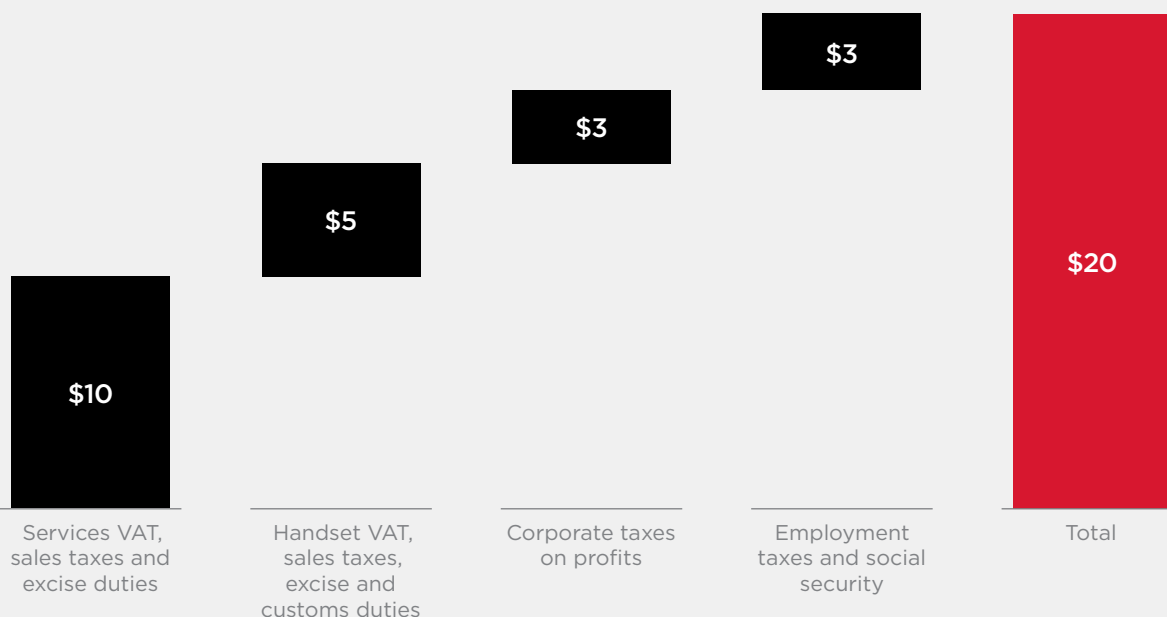 $10
$5
$3
$3
$20
Services VAT,
sales taxes and
excise duties
Handset VAT,
sales taxes,
excise and
customs duties
Corporate taxes
on profits
Employment
taxes and social
security
Total